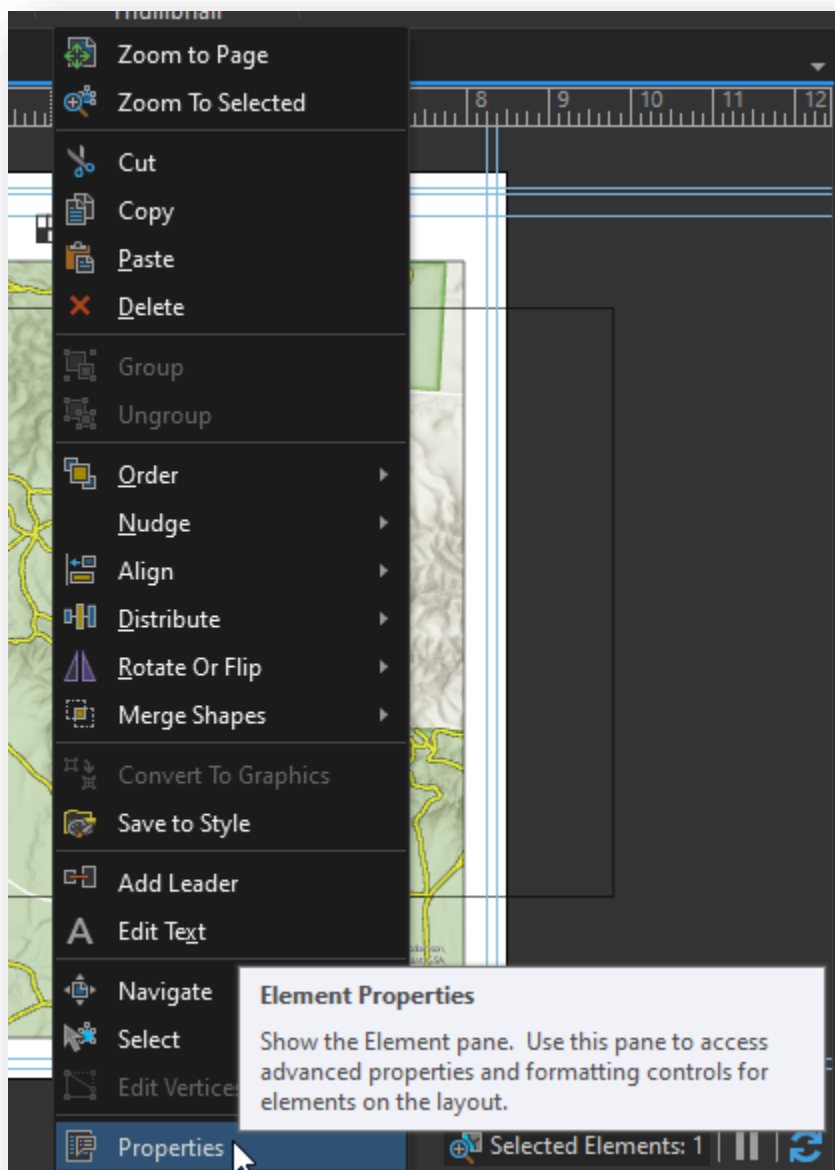 Thumbnail
Zoom to Page
Zoom To Selected
8 9 10 11 12
Cut
Copy
Paste
Delete
Group
Ungroup
Order
Nudge
Align
Distribute
Rotate Or Flip
Merge Shapes
Convert To Graphics
Save to Style
Add Leader
Edit Text
Navigate
Select
Edit Vertices
Properties
Element Properties
Show the Element pane. Use this pane to access
advanced properties and formatting controls for
elements on the layout.
Selected Elements: 1